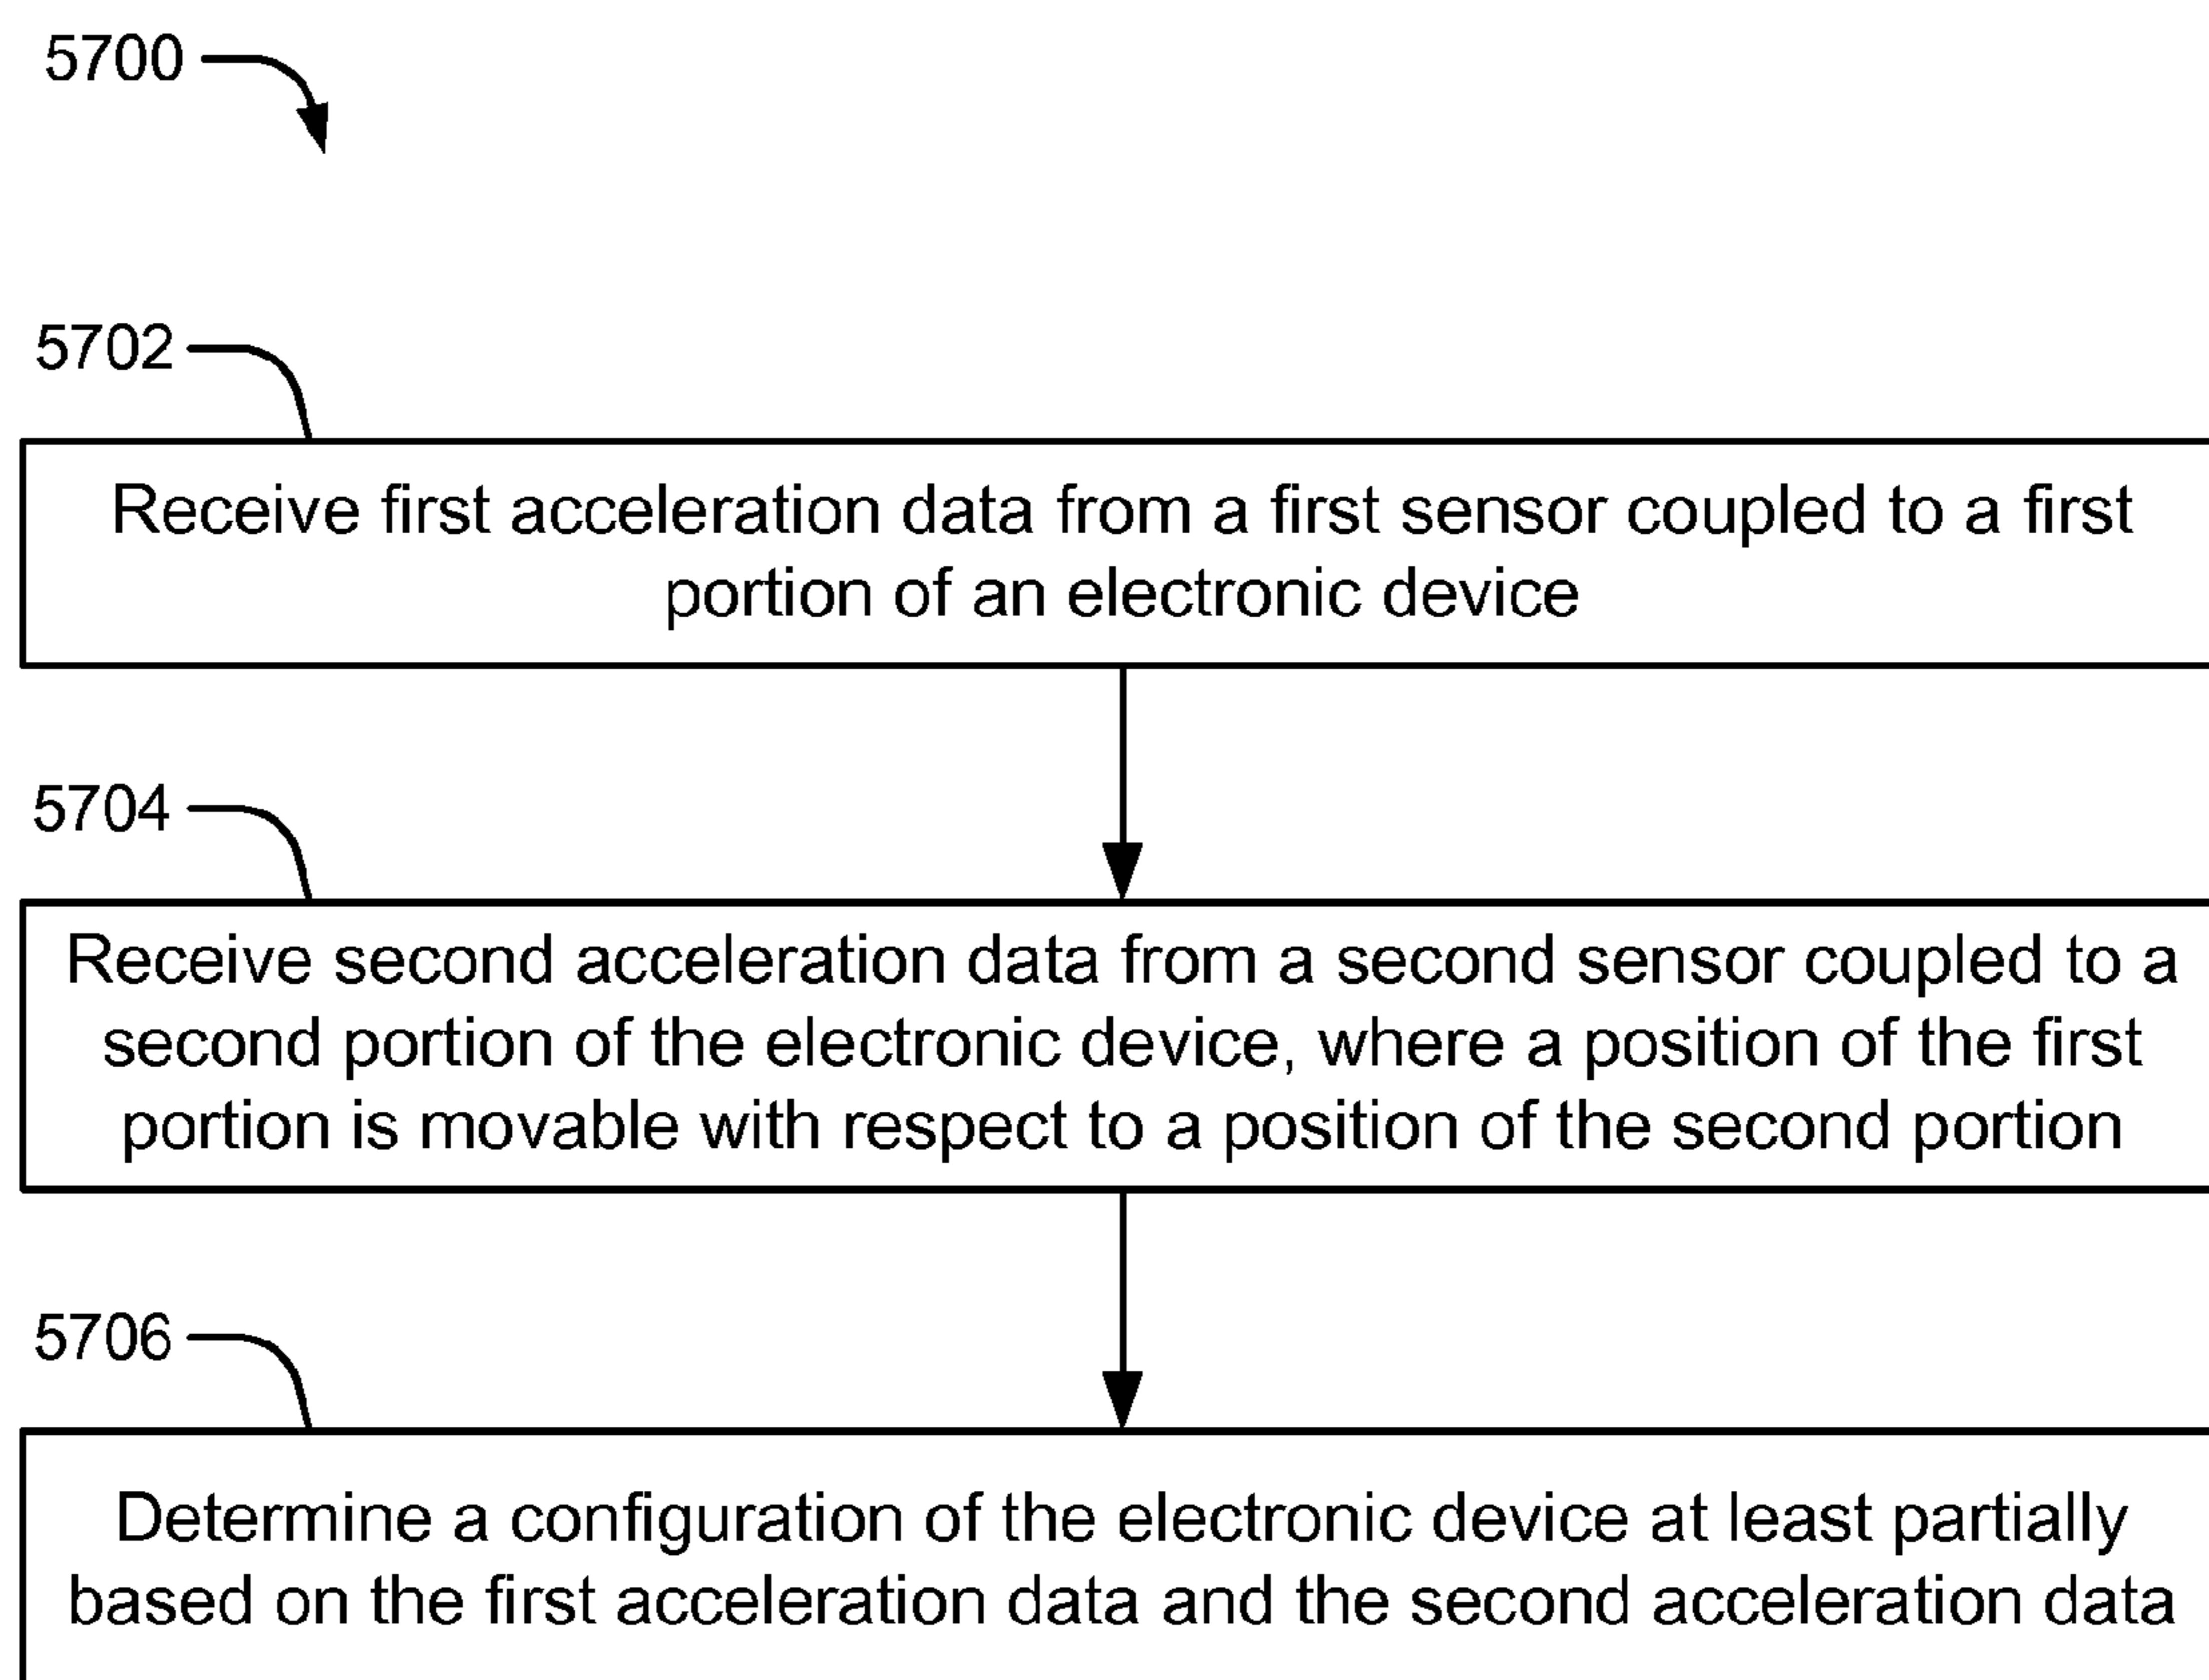 5700
5702
Receive first acceleration data from a first sensor coupled to a first
portion of an electronic device
5704
Receive second acceleration data from a second sensor coupled to a
second portion of the electronic device, where a position of the first
portion is movable with respect to a position of the second portion
5706
Determine a configuration of the electronic device at least partially
based on the first acceleration data and the second acceleration data